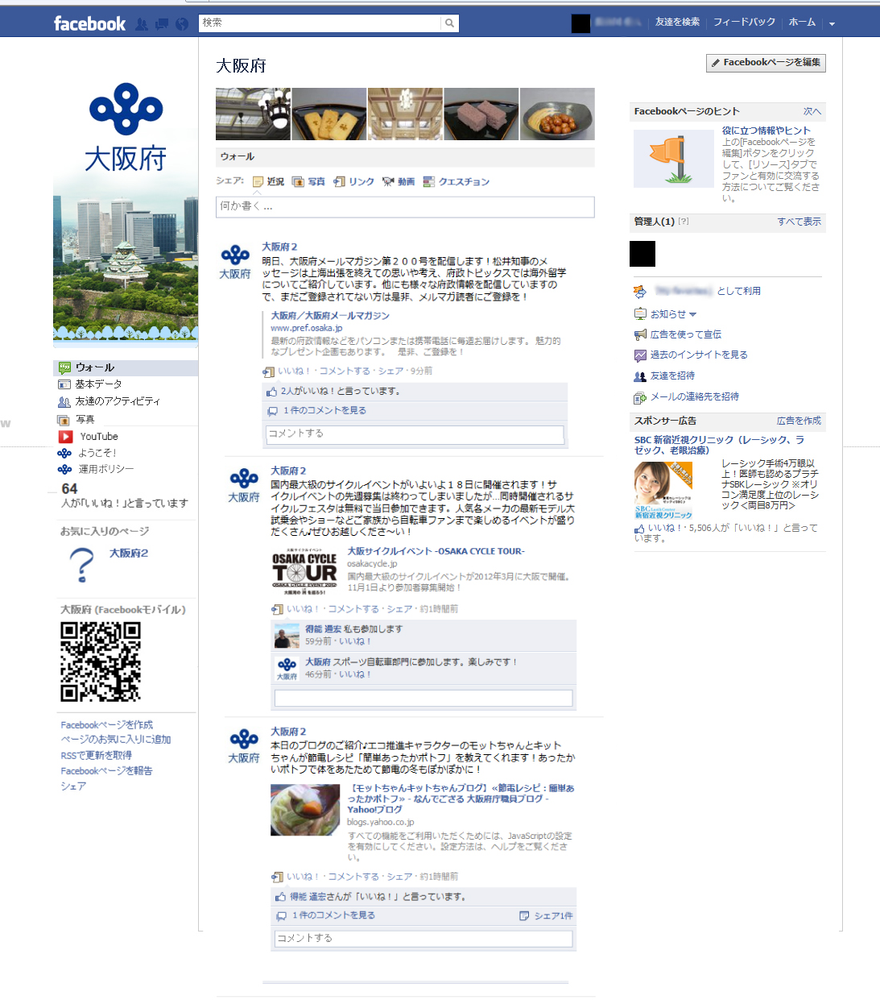 facebook
検索
友達を検索
フィードバック
ホーム
大阪府
大阪府
Facebookページを編集
ウォール
シェア:
近況
写真
リンク
動画
クエスチョン
何か書く...
大阪府
大阪府２
明日、大阪府メールマガジン第２００号を配信します！松井知事のメ
ッセージは上海出張を終えての思いや考え、府政トピックスでは海外留学
についてご紹介しています。他にも様々な府政情報を配信していますの
で、まだご登録されてない方は是非、メルマガ読者にご登録を！
大阪府／大阪府メールマガジン
www.pref.osaka.jp
最新の府政情報などをパソコンまたは携帯電話に毎週お届けします。 魅力的
なプレゼント企画もあります。　是非、ご登録を！
いいね！・コメントする・シェア・9分前
2人がいいね！と言っています。
1 件のコメントを見る
コメントする
大阪府
大阪府２
国内最大級のサイクルイベントがいよいよ１８日に開催されます！サ
イクルイベントの先週募集は終わってしまいましたが...同時開催されるサ
イクルフェスタは無料で当日参加できます。人気各メーカの最新モデル大
試乗会やショーなどご家族から自転車ファンまで楽しめるイベントが盛り
だくさん♪ぜひお越しくださ～い！
大阪サイクルイベント
OSAKA CYCLE
TOUR
OSAKA CYCLE EVENT 2012
大阪サイクルイベント -OSAKA CYCLE TOUR-
osakacycle.jp
国内最大級のサイクルイベントが2012年3月に大阪で開催。
11月1日より参加者募集開始！
いいね！・コメントする・シェア・約1時間前
得能 通宏 私も参加します
59分前・いいね！
大阪府
大阪府 スポーツ自転車部門に参加します。楽しみです！
46分前・いいね！
大阪府
大阪府２
本日のブログのご紹介♪エコ推進キャラクターのモットちゃんとキット
ちゃんが節電レシピ「簡単あったかポトフ」を教えてくれます！あったか
いポトフで体をあたためて節電の冬もぽかぽかに！
【モットちゃんキットちゃんブログ】≪節電レシピ：簡単あ
ったかポトフ≫ - なんでござる 大阪府庁職員ブログ -
Yahoo!ブログ
blogs.yahoo.co.jp
すべての機能をご利用いただくためには、JavaScriptの設定
を有効にしてください。設定方法は、ヘルプをご覧くださ
い。
いいね！・コメントする・シェア・約1時間前
得能 通宏さんが「いいね！」と言っています。
1 件のコメントを見る
シェア1件
コメントする
ウォール
基本データ
友達のアクティビティ
写真
YouTube
ようこそ！
運用ポリシー
64
人が「いいね！」と言っています
お気に入りのページ
大阪府2
大阪府 (Facebookモバイル)
Facebookページを作成
ページのお気に入りに追加
RSSで更新を取得
Facebookページを報告
シェア
w
Facebookページのヒント
次へ
役に立つ情報やヒント
上の[Facebookページを
編集]ボタンをクリック
して、[リソース]タブで
ファンと有効に交流する
方法についてご覧くださ
い。
管理人(1) [?]
すべて表示
として利用
お知らせ
広告を使って宣伝
過去のインサイトを見る
友達を招待
メールの連絡先を招待
スポンサー広告
広告を作成
SBC 新宿近視クリニック（レーシック、ラ
ゼック、老眼治療）
SBC
新宿近視クリニック
レーシック手術4万眼以
上！医師も認めるプラチ
ナSBKレーシック ※オリ
コン満足度上位のレーシ
ック＜両目8万円＞
いいね！・5,506人が「いいね！」と言って
います。